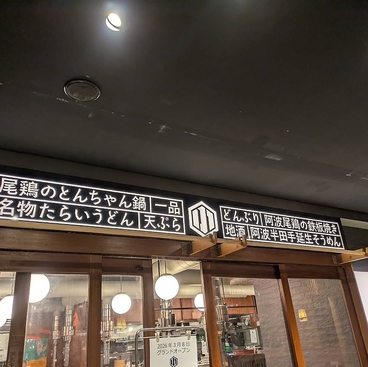 尾鶏のとんちゃん鍋 一品
名物たらいうどん 天ぷら
どんぶり 阿波尾鶏の鉄板焼き
地酒 阿波半田手延生そうめん
2026年3月8日
グランドオープン